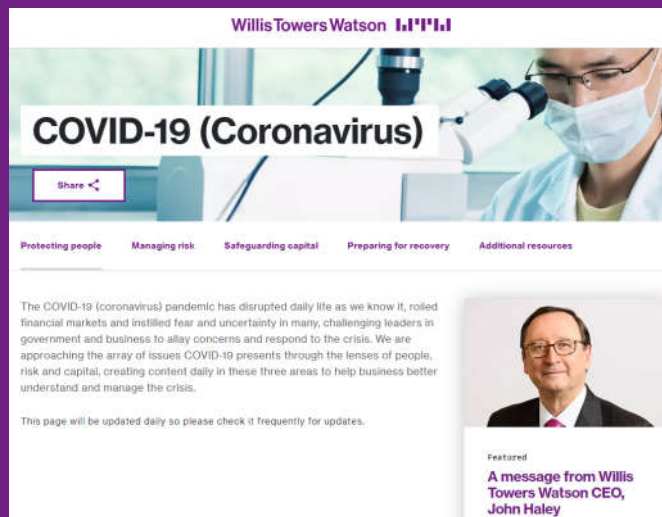 Willis Towers Watson
COVID-19 (Coronavirus)
Share
Protecting people Managing risk Safeguarding capital Preparing for recovery Additional resources
The COVID-19 (coronavirus) pandemic has disrupted daily life as we know it, roiled
financial markets and instilled fear and uncertainty in many, challenging leaders in
government and business to allay concerns and respond to the crisis. We are
approaching the array of issues COVID-19 presents through the lenses of people,
risk and capital, creating content daily in these three areas to help business better
understand and manage the crisis.
This page will be updated daily so please check it frequently for updates.
Featured
A message from Willis
Towers Watson CEO,
John Haley